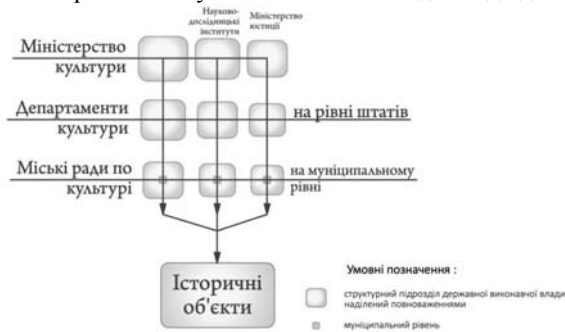 Науково-
дослідницькі
інститути
Міністерство
юстиції
Міністерство
культури
Департаменти
культури
на рівні штатів
Міські ради по
культурі
на муніципальному
рівні
Історичні
об'єкти
Умовні позначення :
структурний підрозділ державної виконавчої влади
наділений повноваженнями
муніципальний рівень